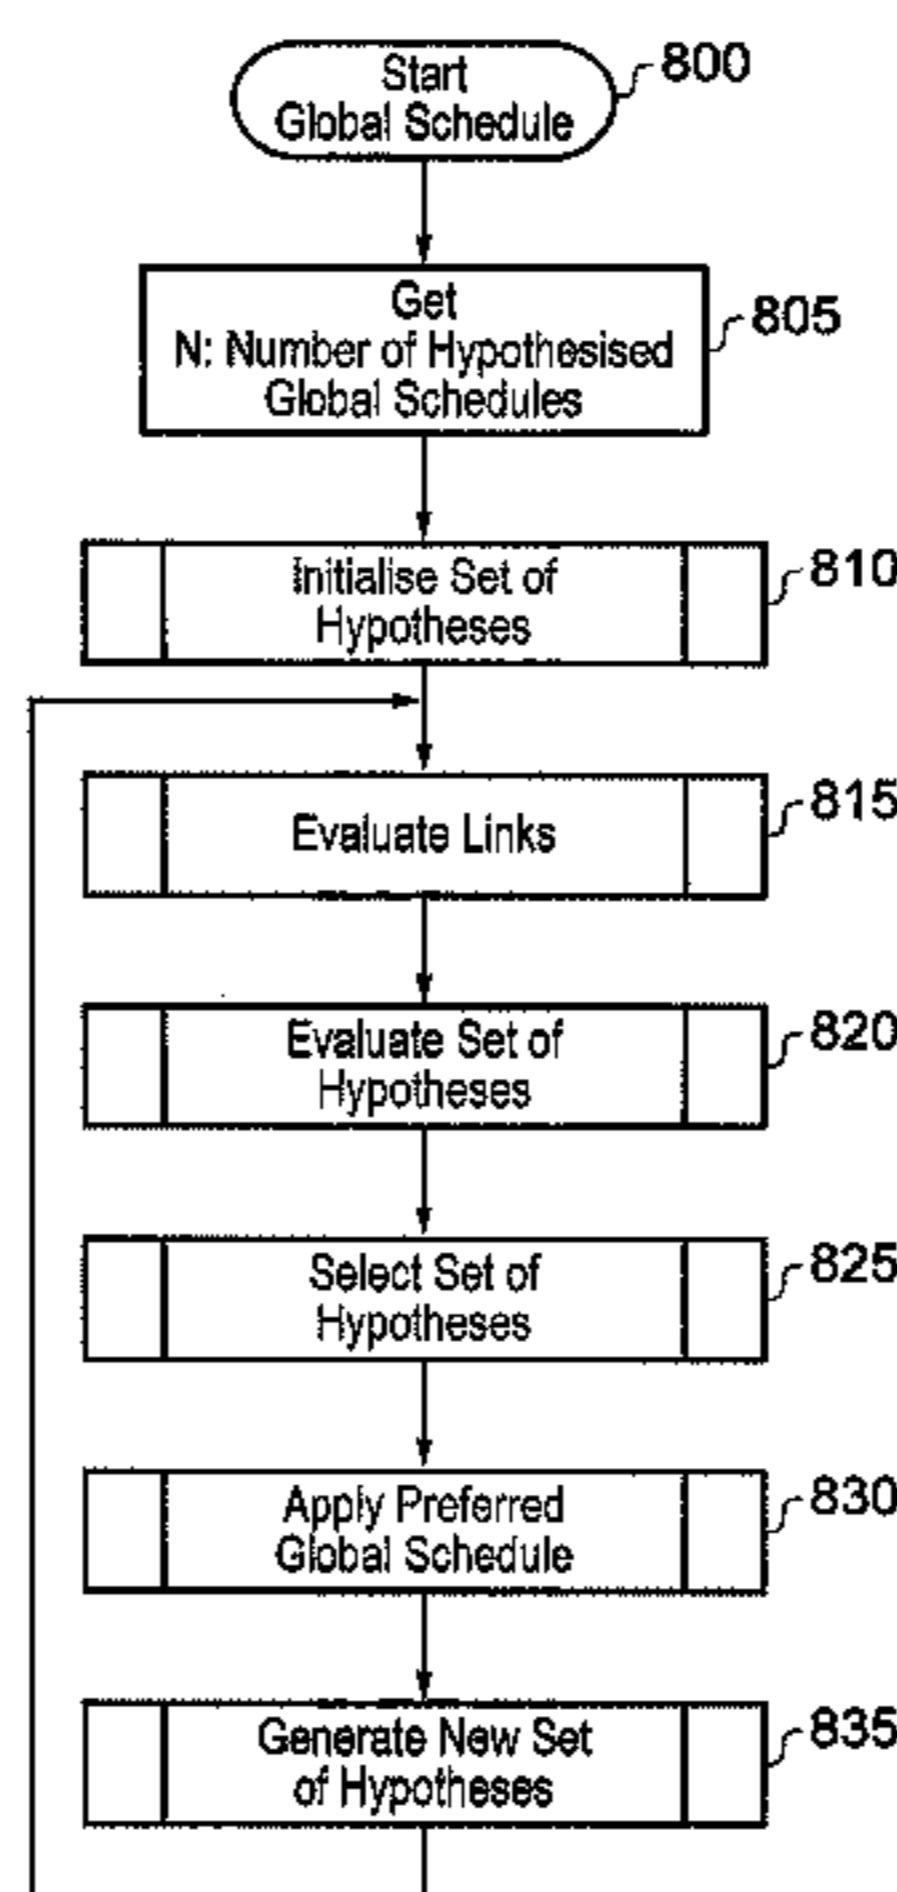 Start
Global Schedule
800
Get
N: Number of Hypothesised
Global Schedules
805
Initialise Set of
Hypotheses
810
Evaluate Links
815
Evaluate Set of
Hypotheses
820
Select Set of
Hypotheses
825
Apply Preferred
Global Schedule
830
Generate New Set
of Hypotheses
835